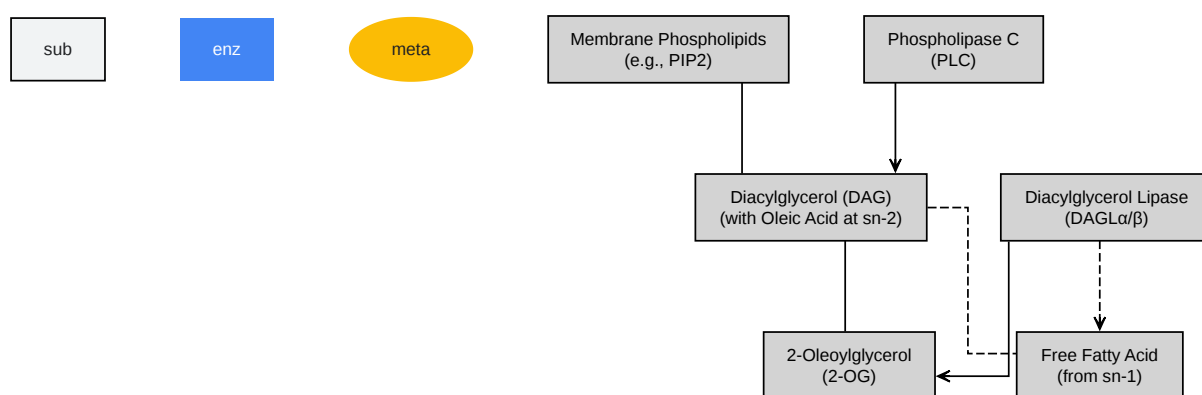 sub
enz
meta
Membrane Phospholipids
(e.g., PIP2)
Phospholipase C
(PLC)
Diacylglycerol (DAG)
(with Oleic Acid at sn-2)
Diacylglycerol Lipase
(DAGLα/β)
2-Oleoylglycerol
(2-OG)
Free Fatty Acid
(from sn-1)